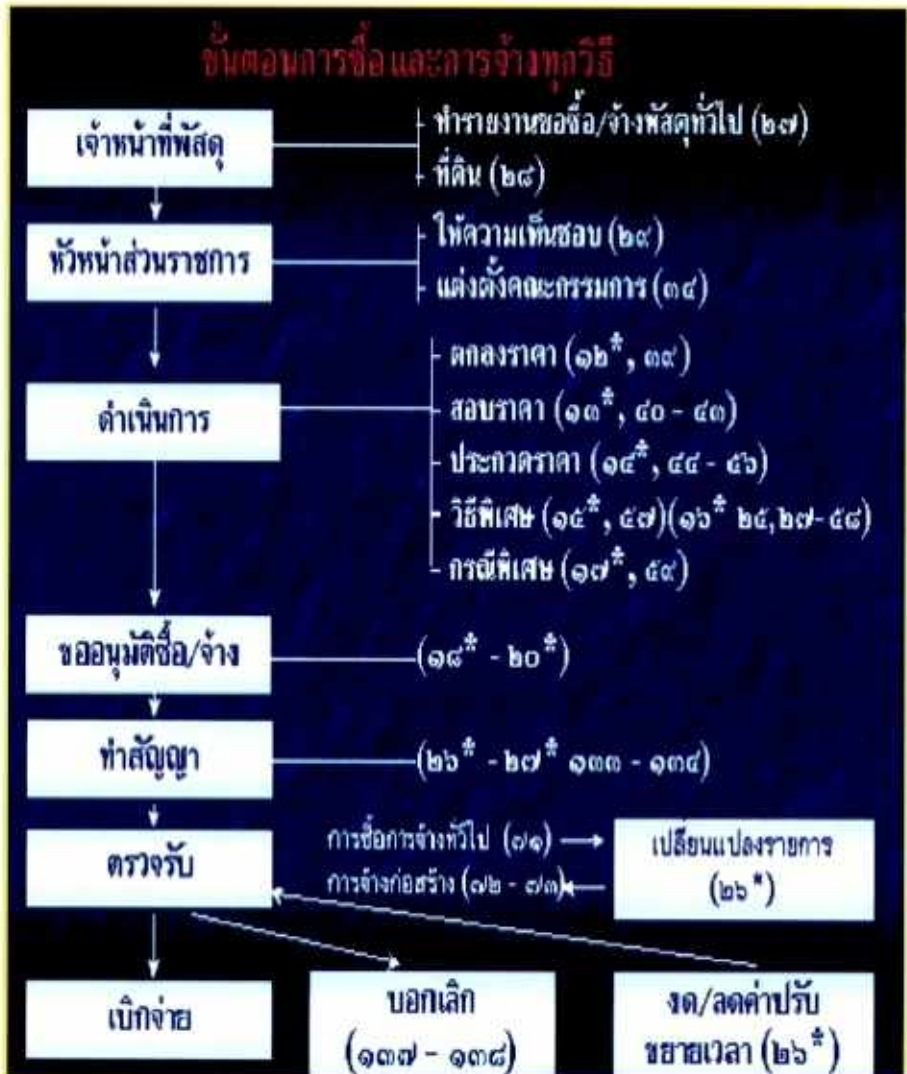 ขั้นตอนการซื้อและการจ้างทุกวิธี
เจ้าหน้าที่พัสดุ
- ทำรายงานขอซื้อ/จ้างพัสดุทั่วไป (๒๗)
- ที่ดิน (๒๘)
หัวหน้าส่วนราชการ
- ให้ความเห็นชอบ (๒๙)
- แต่งตั้งคณะกรรมการ (๓๔)
ดำเนินการ
- ตกลงราคา (๑๒*, ๓๙)
- สอบราคา (๑๓*, ๔๐ - ๔๓)
- ประกวดราคา (๑๔*, ๔๔ - ๕๖)
- วิธีพิเศษ (๑๕*, ๕๗)(๑๖* ๒๕,๒๗-๕๘)
- กรณีพิเศษ (๑๗*, ๕๙)
ขออนุมัติซื้อ/จ้าง
(๑๘* - ๒๐*)
ทำสัญญา
(๒๖* - ๒๗* ๑๓๓ - ๑๓๔)
ตรวจรับ
การซื้อการจ้างทั่วไป (๗๑)
การจ้างก่อสร้าง (๗๒ - ๗๓)
เปลี่ยนแปลงรายการ
(๒๖*)
เบิกจ่าย
บอกเลิก
(๑๓๗ - ๑๓๘)
งด/ลดค่าปรับ
ขยายเวลา (๒๖*)